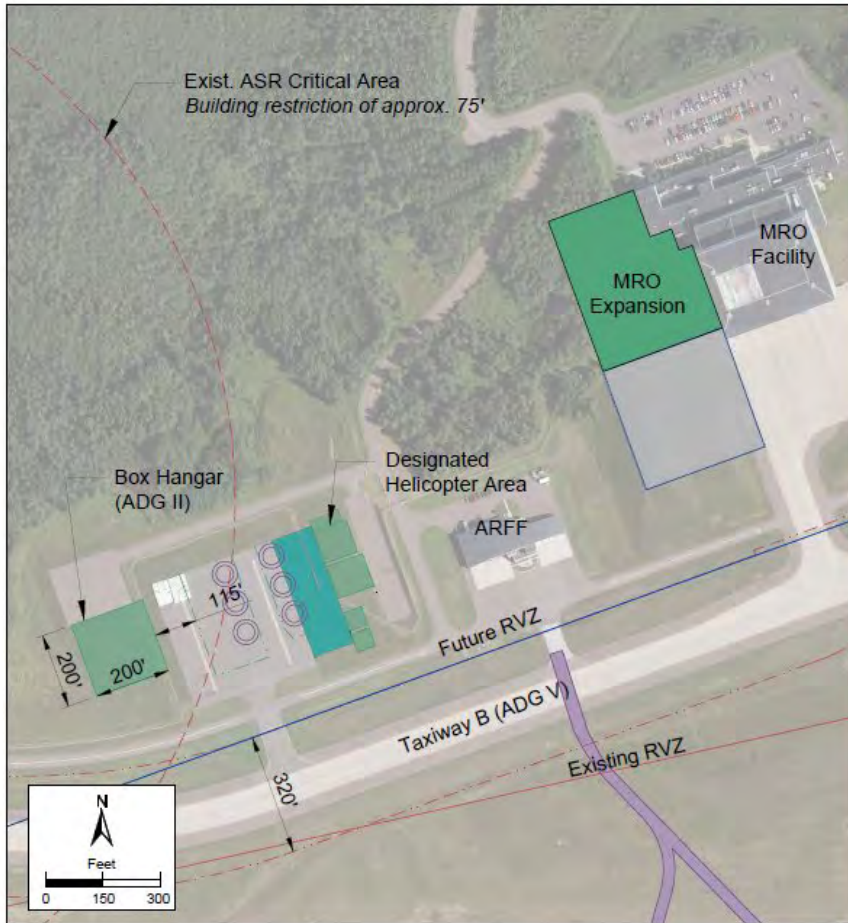 Exist. ASR Critical Area
Building restriction of approx. 75'
MRO
Facility
MRO
Expansion
Box Hangar
(ADG II)
Designated
Helicopter Area
ARFF
115'
200'
200'
Future RVZ
Taxiway B (ADG V)
Existing RVZ
320'
N
Feet
0 150 300